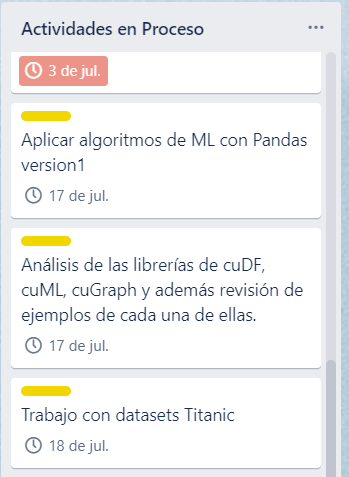 Actividades en Proceso
3 de jul.
Aplicar algoritmos de ML con Pandas
version1
17 de jul.
Análisis de las librerías de cuDF,
cuML, cuGraph y además revisión de
ejemplos de cada una de ellas.
17 de jul.
Trabajo con datasets Titanic
18 de jul.